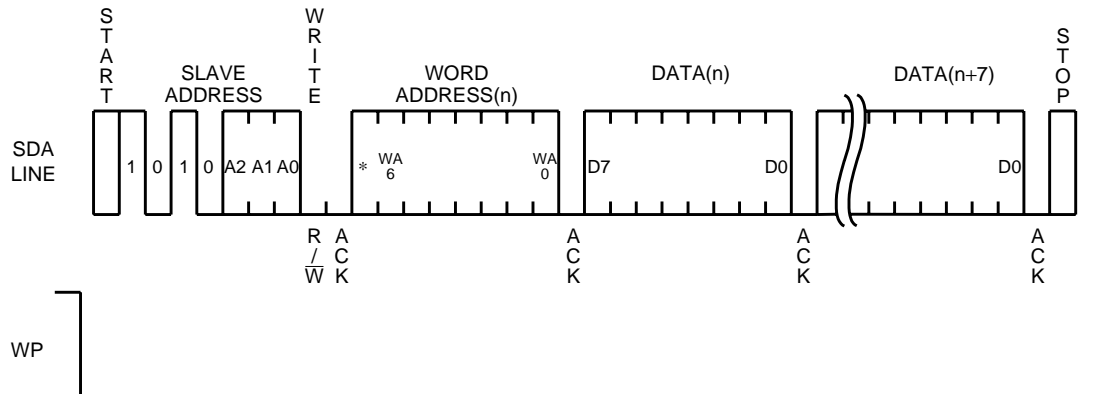 START
WRITE
STOP
SLAVE
ADDRESS
WORD
ADDRESS(n)
DATA(n)
DATA(n+7)
SDA
LINE
1 0 1 0 A2 A1 A0
* WA
6
WA
0
D7 D0
D0
R/W
ACK
ACK
ACK
ACK
WP